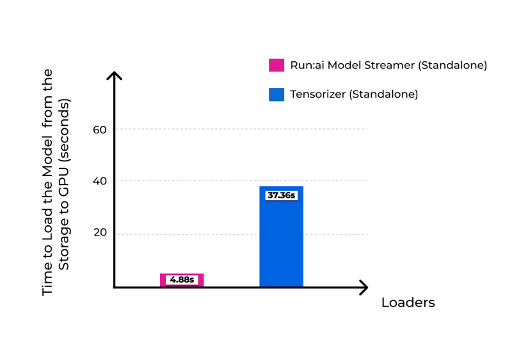 Run:ai Model Streamer (Standalone)
Tensorizer (Standalone)
Time to Load the Model from the
Storage to GPU (seconds)
60
40
20
37.36s
4.88s
Loaders